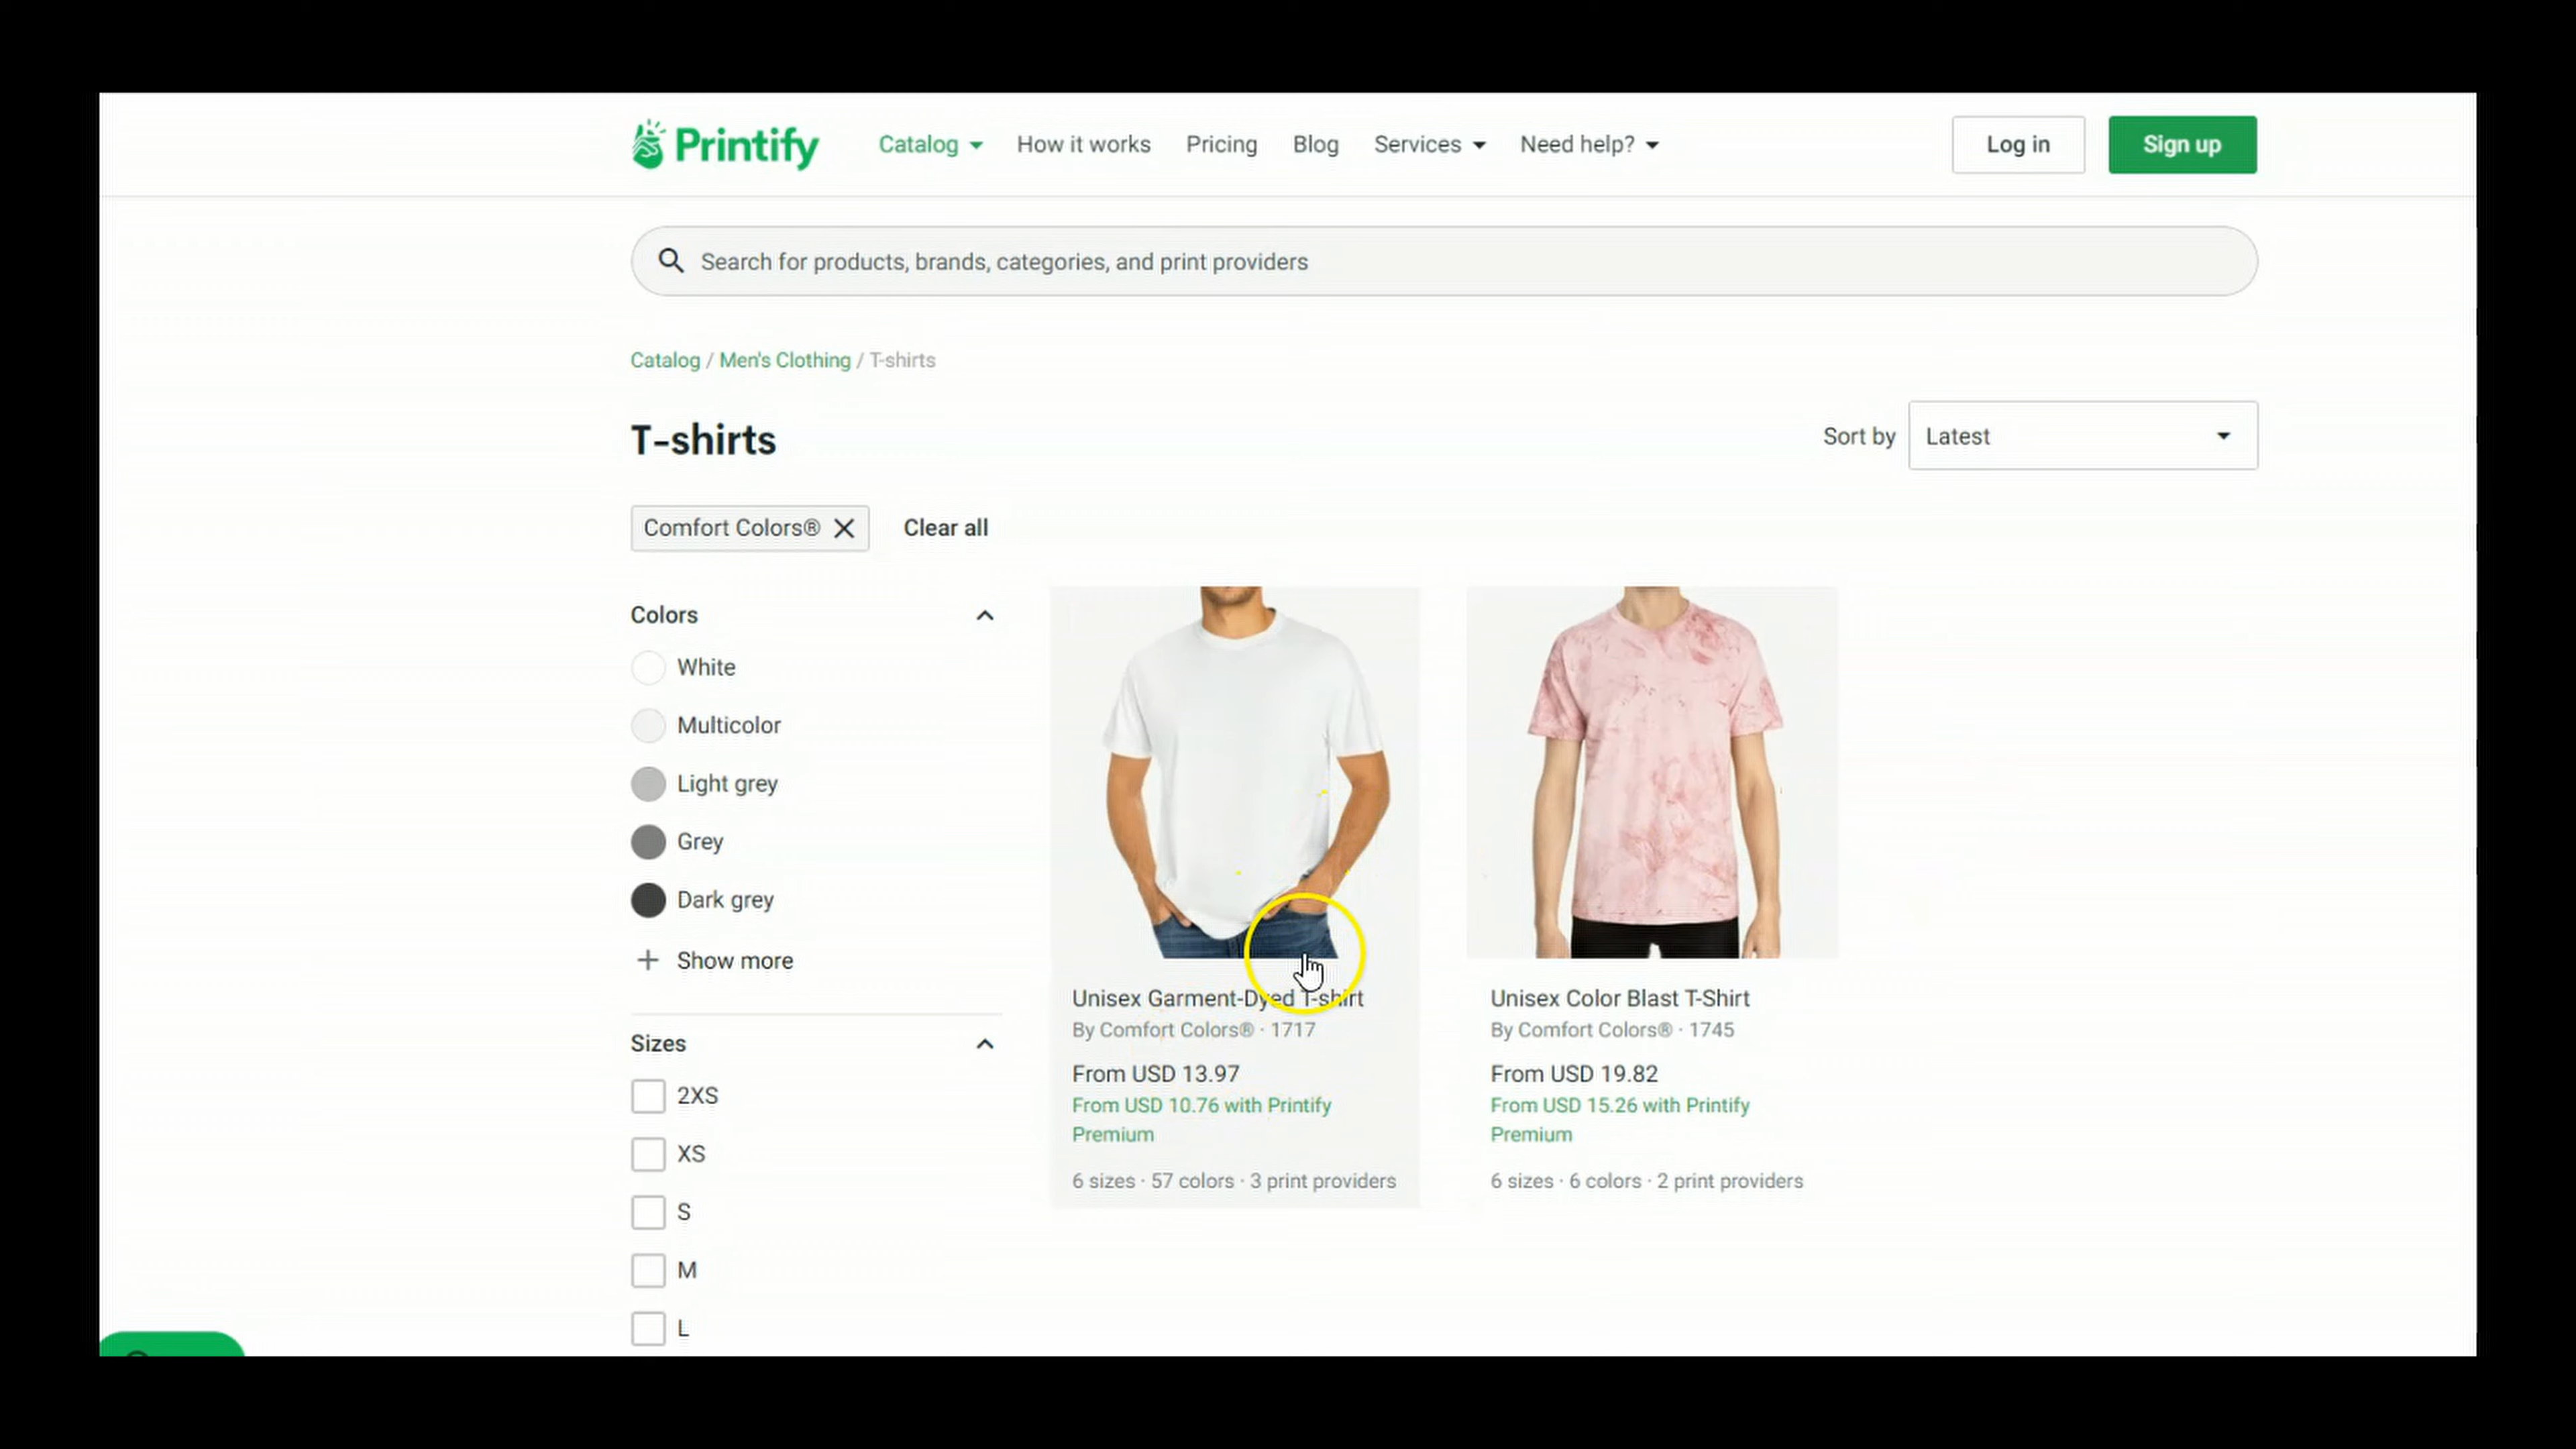 Printify
Catalog
How it works
Pricing
Blog
Services
Need help?
Log in
Sign up
Search for products, brands, categories, and print providers
Catalog / Men's Clothing / T-shirts
T-shirts
Sort by
Latest
Comfort Colors®
Clear all
Colors
White
Multicolor
Light grey
Grey
Dark grey
Show more
Sizes
2XS
XS
S
M
L
Unisex Garment-Dyed T-shirt
By Comfort Colors® · 1717
From USD 13.97
From USD 10.76 with Printify
Premium
6 sizes · 57 colors · 3 print providers
Unisex Color Blast T-Shirt
By Comfort Colors® · 1745
From USD 19.82
From USD 15.26 with Printify
Premium
6 sizes · 6 colors · 2 print providers